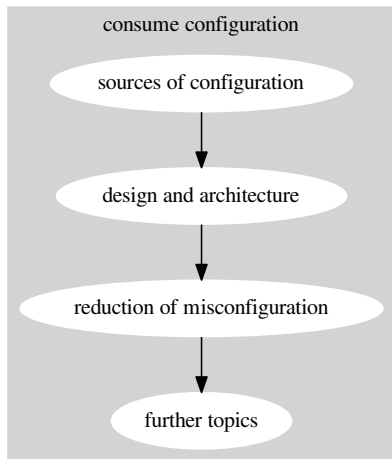 consume configuration
sources of configuration
design and architecture
reduction of misconfiguration
further topics